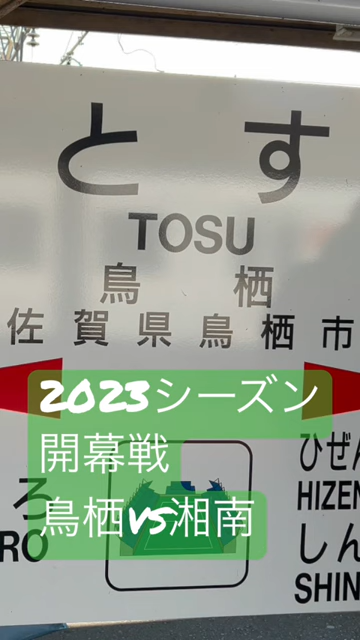 とす
TOSU
鳥栖
佐賀県鳥栖市
2023シーズン
開幕戦
鳥栖vs湘南
ろ
RO
ひぜん
HIZEN
しん
SHIN